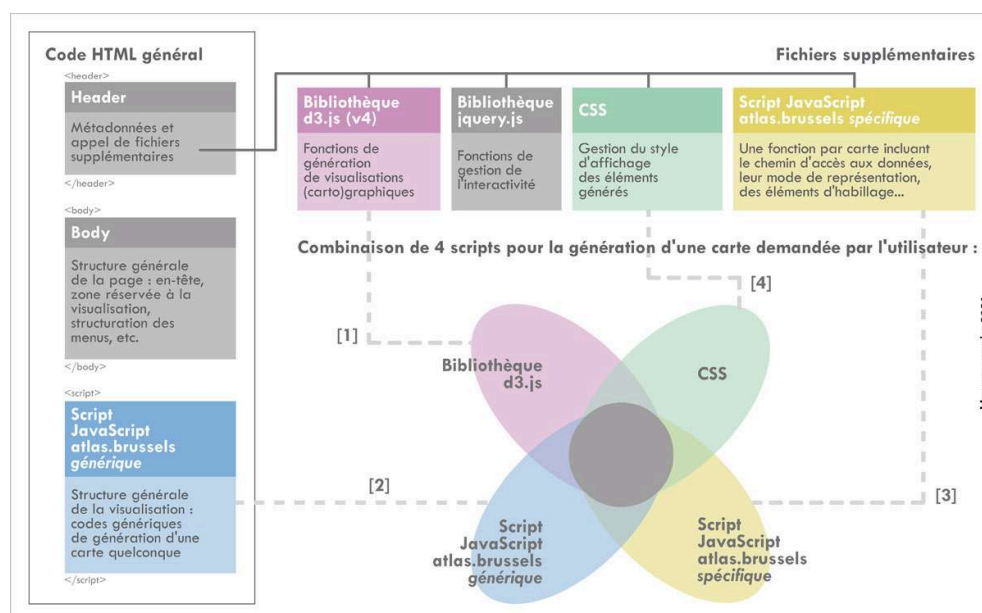 Code HTML général
<header>
Header
Métadonnées et
appel de fichiers
supplémentaires
</header>
<body>
Body
Structure générale
de la page : en-tête,
zone réservée à la
visualisation,
structuration des
menus, etc.
</body>
<script>
Script
JavaScript
atlas.brussels
générique
Structure générale
de la visualisation :
codes génériques
de génération d'une
carte quelconque
</script>
Fichiers supplémentaires
Bibliothèque
d3.js (v4)
Fonctions de
génération
de visualisations
(carto)graphiques
Bibliothèque
jquery.js
Fonctions de
gestion de
l'interactivité
CSS
Gestion du style
d'affichage
des éléments
générés
Script JavaScript
atlas.brussels spécifique
Une fonction par carte incluant
le chemin d'accès aux données,
leur mode de représentation,
des éléments d'habillage...
Combinaison de 4 scripts pour la génération d'une carte demandée par l'utilisateur :
[4]
[1]
Bibliothèque
d3.js
CSS
[2]
[3]
Script
JavaScript
atlas.brussels
générique
Script
JavaScript
atlas.brussels
spécifique